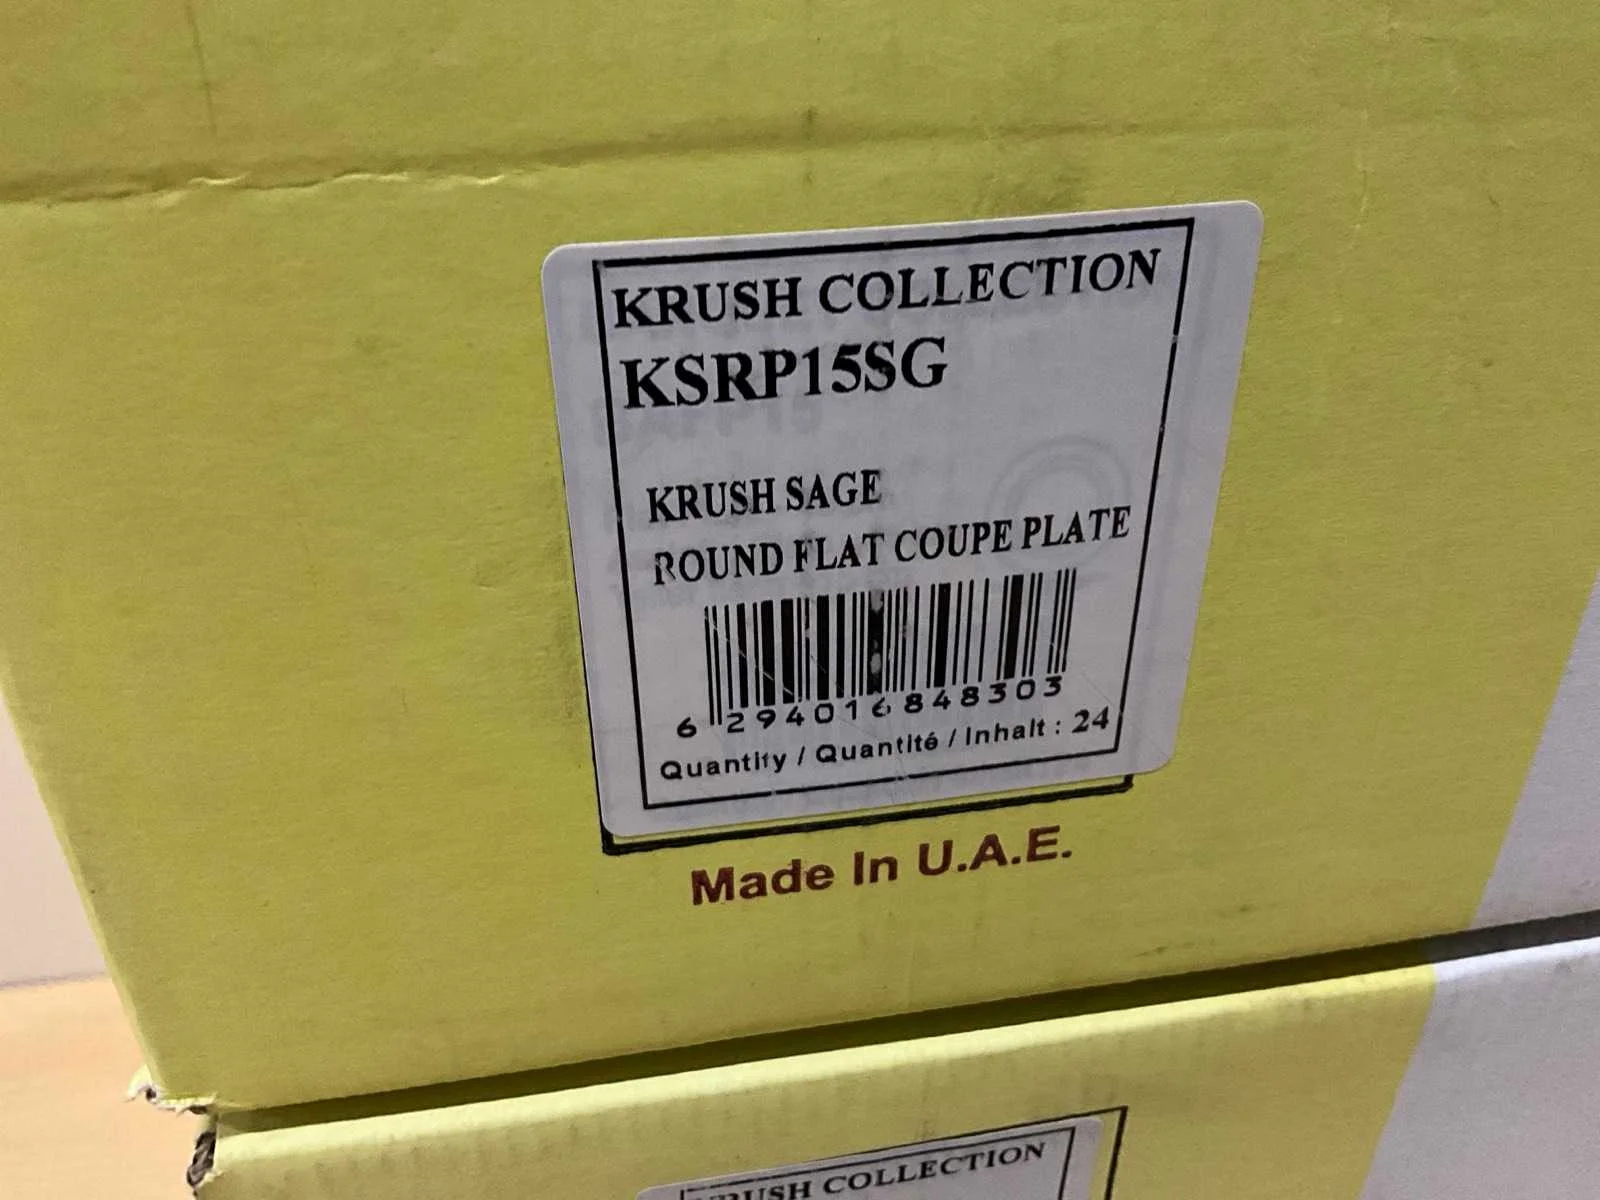 KRUSH COLLECTION
KSRP15SG
KRUSH SAGE
ROUND FLAT COUPE PLATE
6 294016 848303
Quantity / Quantité / Inhalt : 24
Made In U.A.E.
KRUSH COLLECTION